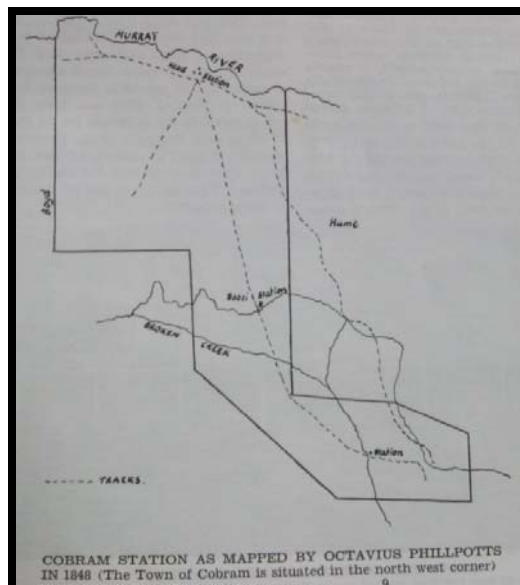 MURRAY
RIVER
Head Station
Boyd
Hume
Boosi Station
BROKEN CREEK
Station
TRACKS.
COBRAM STATION AS MAPPED BY OCTAVIUS PHILLPOTTS
IN 1848 (The Town of Cobram is situated in the north west corner)
9